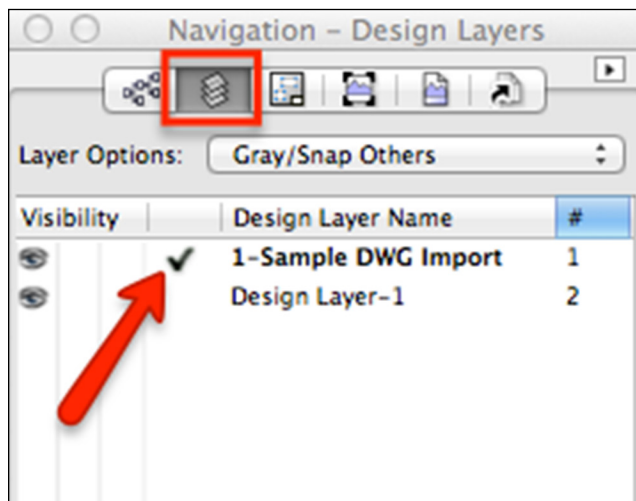 Navigation – Design Layers
Layer Options: Gray/Snap Others
Visibility Design Layer Name #
1-Sample DWG Import 1
Design Layer-1 2